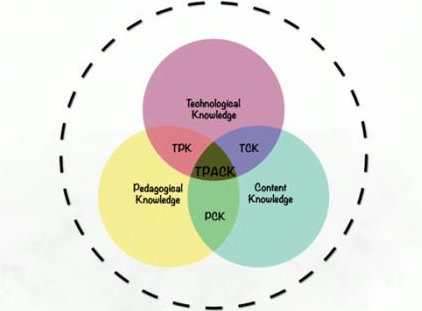 Technological
Knowledge
TPK
TCK
TPACK
Pedagogical
Knowledge
Content
Knowledge
PCK